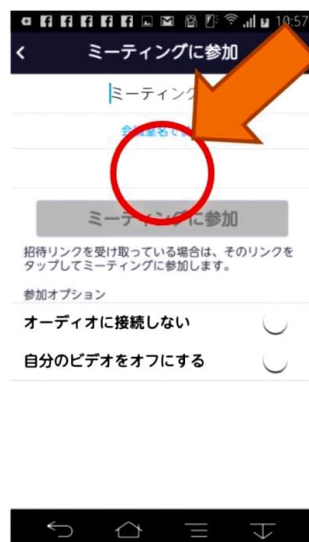 10:57
ミーティングに参加
ミーティング
会議室名で
ミーティングに参加
招待リンクを受け取っている場合は、そのリンクを
タップしてミーティングに参加します。
参加オプション
オーディオに接続しない
自分のビデオをオフにする